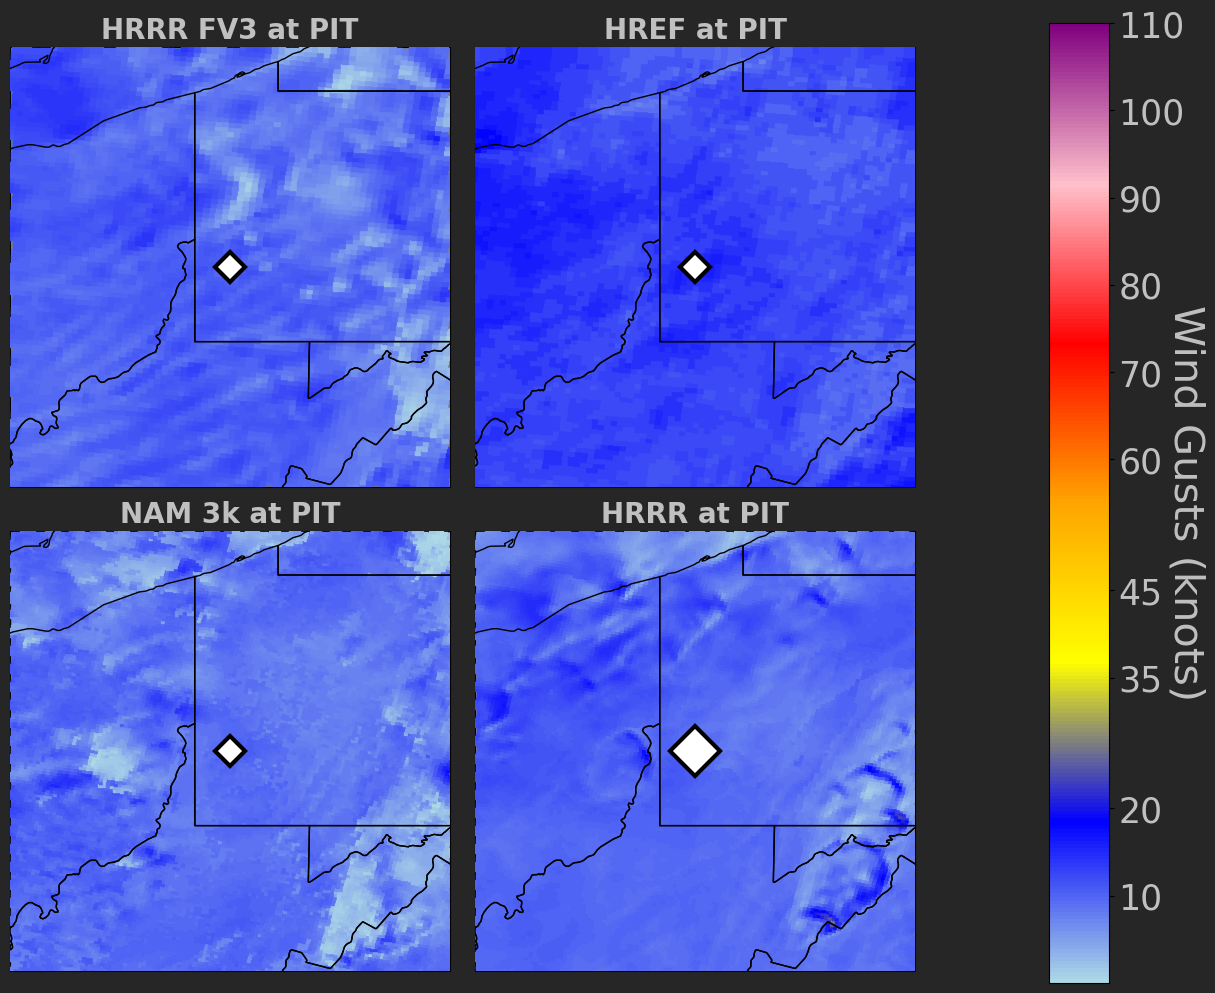 HRRR FV3 at PIT
HREF at PIT
NAM 3k at PIT
HRRR at PIT
110
100
90
80
70
60
45
35
20
10
Wind Gusts (knots)